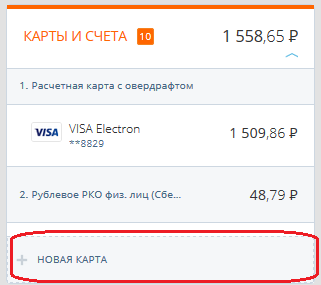 КАРТЫ И СЧЕТА 10 1 558,65 ₽
1. Расчетная карта с овердрафтом
VISA VISA Electron 1 509,86 ₽
**8829
2. Рублевое РКО физ. лиц (Сбе... 48,79 ₽
+ НОВАЯ КАРТА